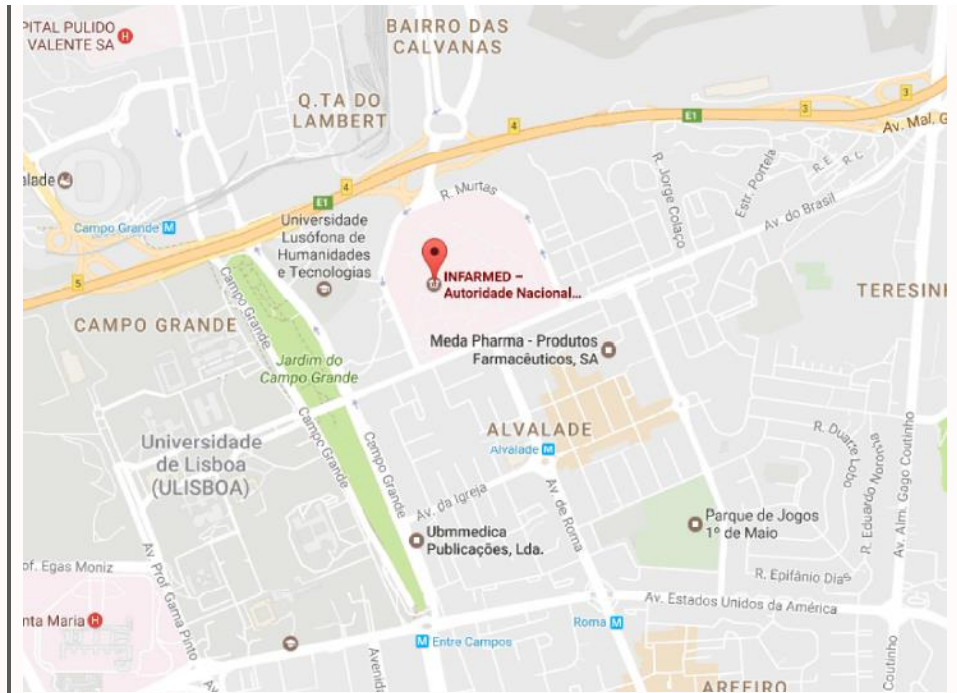 PITAL PULIDO
VALENTE SA
H
BAIRRO DAS
CALVANAS
Q.TA DO
LAMBERT
3
3
E1
4
Av. Mal. G
R. Murtas
R. Jorge Colaço
Estr. Portela
R. E
R. L
Av. do Brasil
alade
4
E1
Campo Grande M
Universidade
Lusófona de
Humanidades
e Tecnologias
5
INFARMED –
Autoridade Nacional...
TERESINH
CAMPO GRANDE
Campo Grande
Jardim do
Campo Grande
Meda Pharma - Produtos
Farmacêuticos, SA
ALVALADE
Alvalade M
Universidade
de Lisboa
(ULISBOA)
Campo Grande
Campo Grande
R. Duarte Lobo
R. Eduardo Noronha
Av. Alm. Gago Coutinho
Av. da Igreja
Av. de Roma
Ubmmedica
Publicações, Lda.
Parque de Jogos
1º de Maio
of. Egas Moniz
Av. Prof. Gama Pinto
R. Epifânio Dias
Av. Estados Unidos da América
nta Maria H
Roma M
M Entre Campos
Avenida
Av
Coutinho
AREEIRO